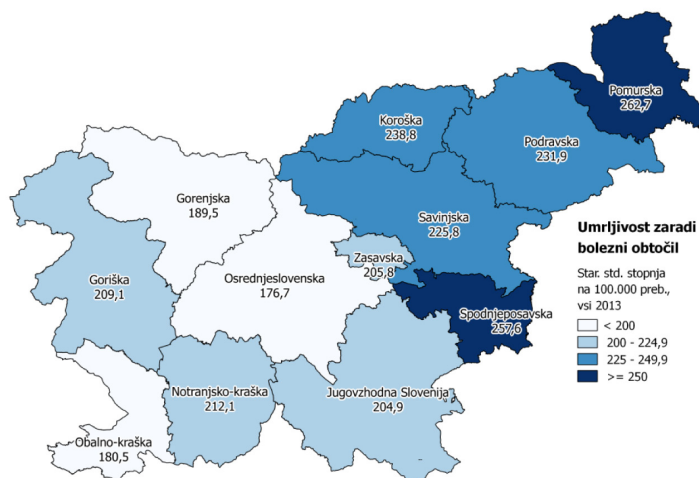 Pomurska
262,7
Koroška
238,8
Podravska
231,9
Gorenjska
189,5
Savinjska
225,8
Zasavska
205,8
Goriška
209,1
Osrednjeslovenska
176,7
Spodnjeposavska
257,6
Notranjsko-kraška
212,1
Jugovzhodna Slovenija
204,9
Obalno-kraška
180,5
Umrljivost zaradi
bolezni obtočil
Star. std. stopnja
na 100.000 preb.,
vsi 2013
< 200
200 - 224,9
225 - 249,9
>= 250